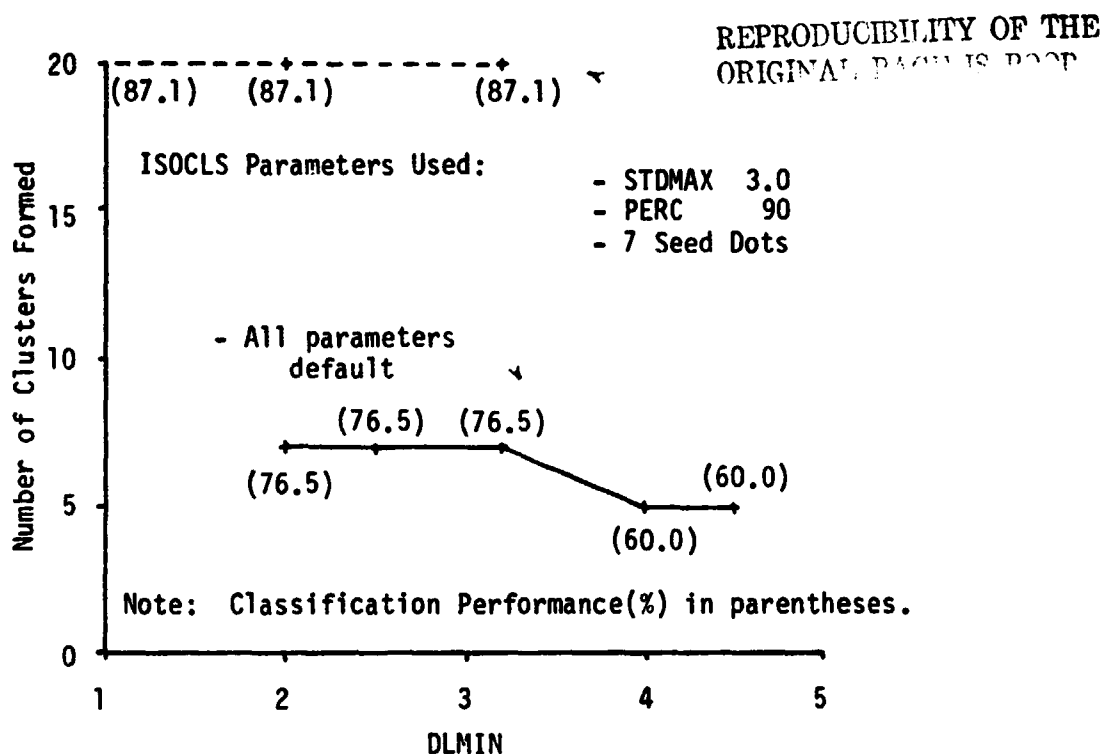 REPRODUCIBILITY OF THE
ORIGINAL IS
20
(87.1) (87.1) (87.1)
ISOCLS Parameters Used:
- STDMAX 3.0
- PERC 90
- 7 Seed Dots
15
Number of Clusters Formed
- All parameters
default
10
(76.5) (76.5)
(76.5)
(60.0)
5
(60.0)
Note: Classification Performance(%) in parentheses.
0
1 2 3 4 5
DLMIN